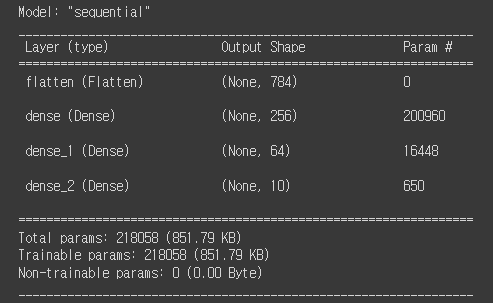 Model: "sequential"
_________________________________________________________________
Layer (type) Output Shape Param #
=================================================================
flatten (Flatten) (None, 784) 0
dense (Dense) (None, 256) 200960
dense_1 (Dense) (None, 64) 16448
dense_2 (Dense) (None, 10) 650
=================================================================
Total params: 218058 (851.79 KB)
Trainable params: 218058 (851.79 KB)
Non-trainable params: 0 (0.00 Byte)
_________________________________________________________________